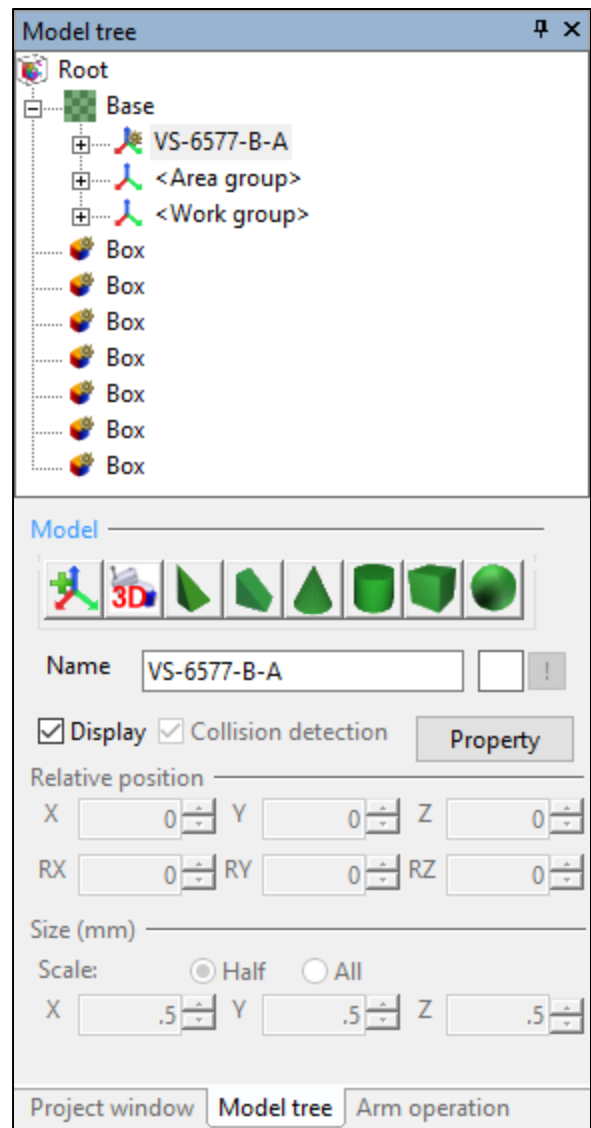 Model tree
Root
Base
VS-6577-B-A
<Area group>
<Work group>
Box
Box
Box
Box
Box
Box
Box
Model
3D
Name VS-6577-B-A !
Display Collision detection Property
Relative position
X 0 Y 0 Z 0
RX 0 RY 0 RZ 0
Size (mm)
Scale: Half All
X .5 Y .5 Z .5
Project window Model tree Arm operation